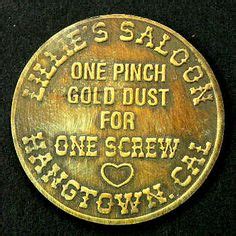 LILLIE'S SALOON
ONE PINCH
GOLD DUST
FOR
ONE SCREW
HANGTOWN. CAL